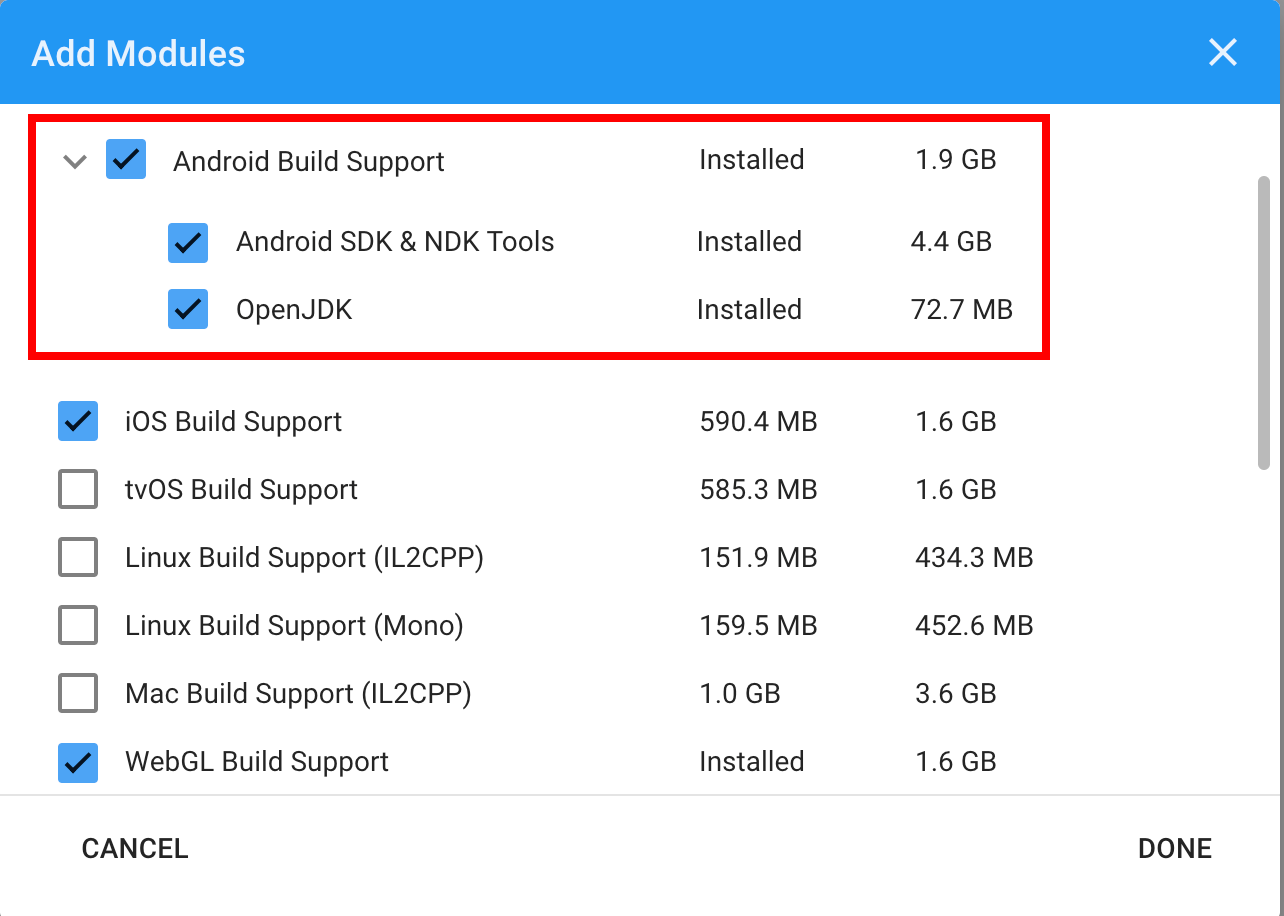 Add Modules
Android Build Support Installed 1.9 GB
Android SDK & NDK Tools Installed 4.4 GB
OpenJDK Installed 72.7 MB
iOS Build Support 590.4 MB 1.6 GB
tvOS Build Support 585.3 MB 1.6 GB
Linux Build Support (IL2CPP) 151.9 MB 434.3 MB
Linux Build Support (Mono) 159.5 MB 452.6 MB
Mac Build Support (IL2CPP) 1.0 GB 3.6 GB
WebGL Build Support Installed 1.6 GB
CANCEL DONE